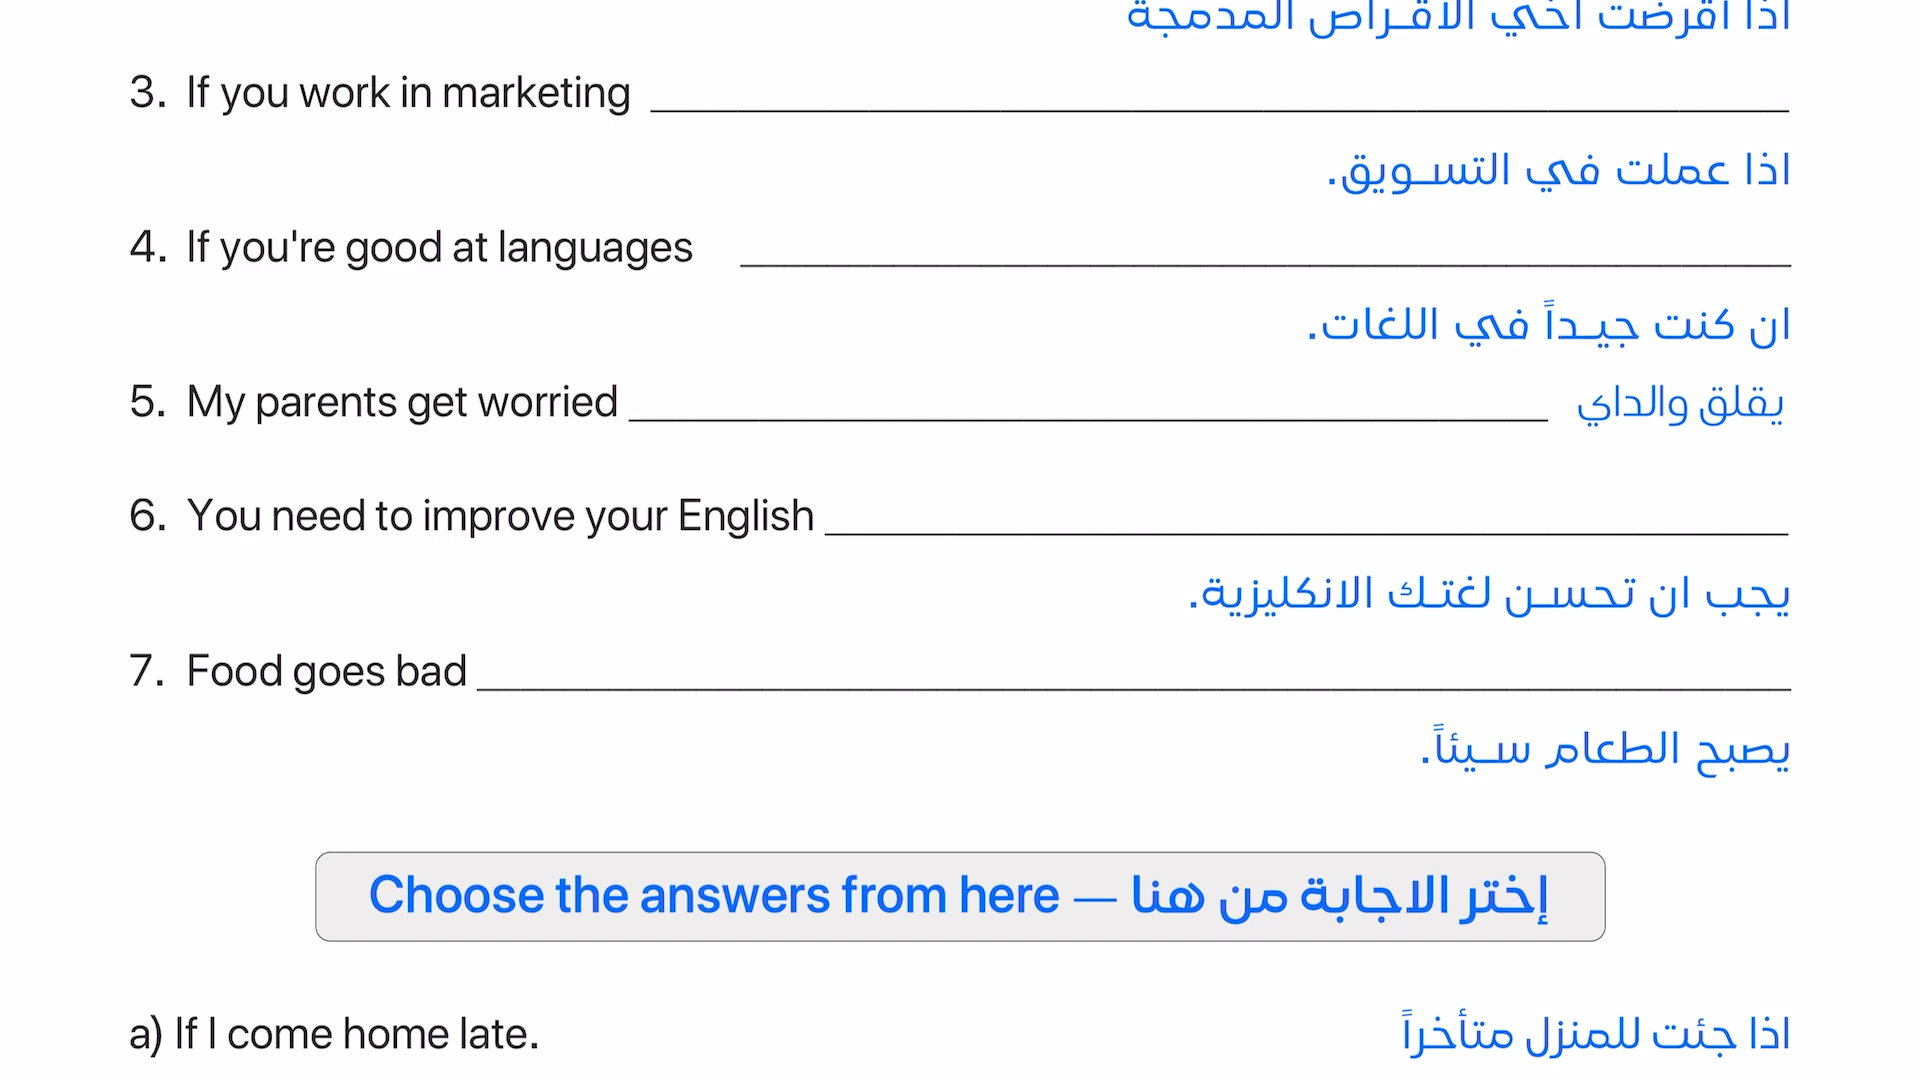 اذا اقرضت اخي الاقراص المدمجة
3. If you work in marketing
اذا عملت في التسويق.
4. If you're good at languages
ان كنت جيداً في اللغات.
5. My parents get worried يقلق والداي
6. You need to improve your English
يجب ان تحسن لغتك الانكليزية.
7. Food goes bad
يصبح الطعام سيئاً.
Choose the answers from here — إختر الاجابة من هنا
a) If I come home late. اذا جئت للمنزل متأخراً